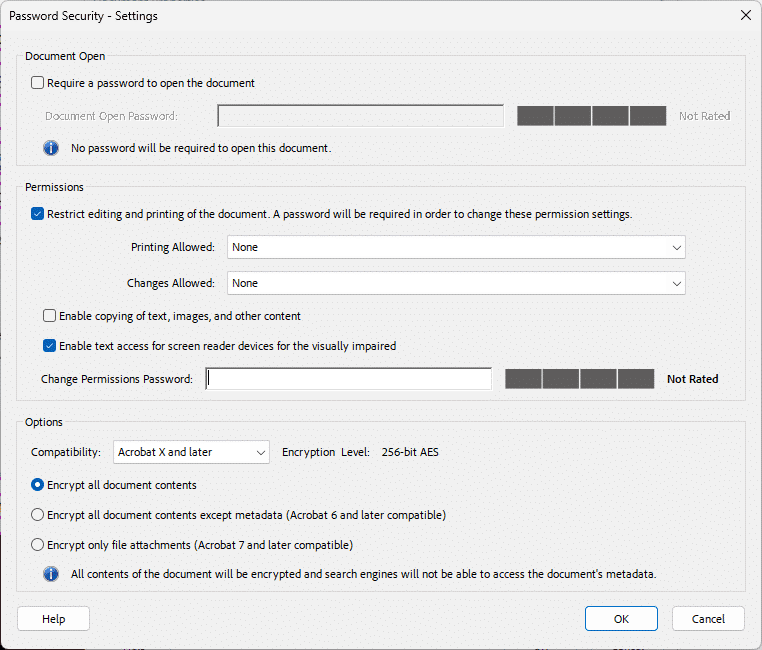 Password Security - Settings
Document Open
Require a password to open the document
Document Open Password: Not Rated
No password will be required to open this document.
Permissions
Restrict editing and printing of the document. A password will be required in order to change these permission settings.
Printing Allowed: None
Changes Allowed: None
Enable copying of text, images, and other content
Enable text access for screen reader devices for the visually impaired
Change Permissions Password: Not Rated
Options
Compatibility: Acrobat X and later Encryption Level: 256-bit AES
Encrypt all document contents
Encrypt all document contents except metadata (Acrobat 6 and later compatible)
Encrypt only file attachments (Acrobat 7 and later compatible)
All contents of the document will be encrypted and search engines will not be able to access the document's metadata.
Help OK Cancel